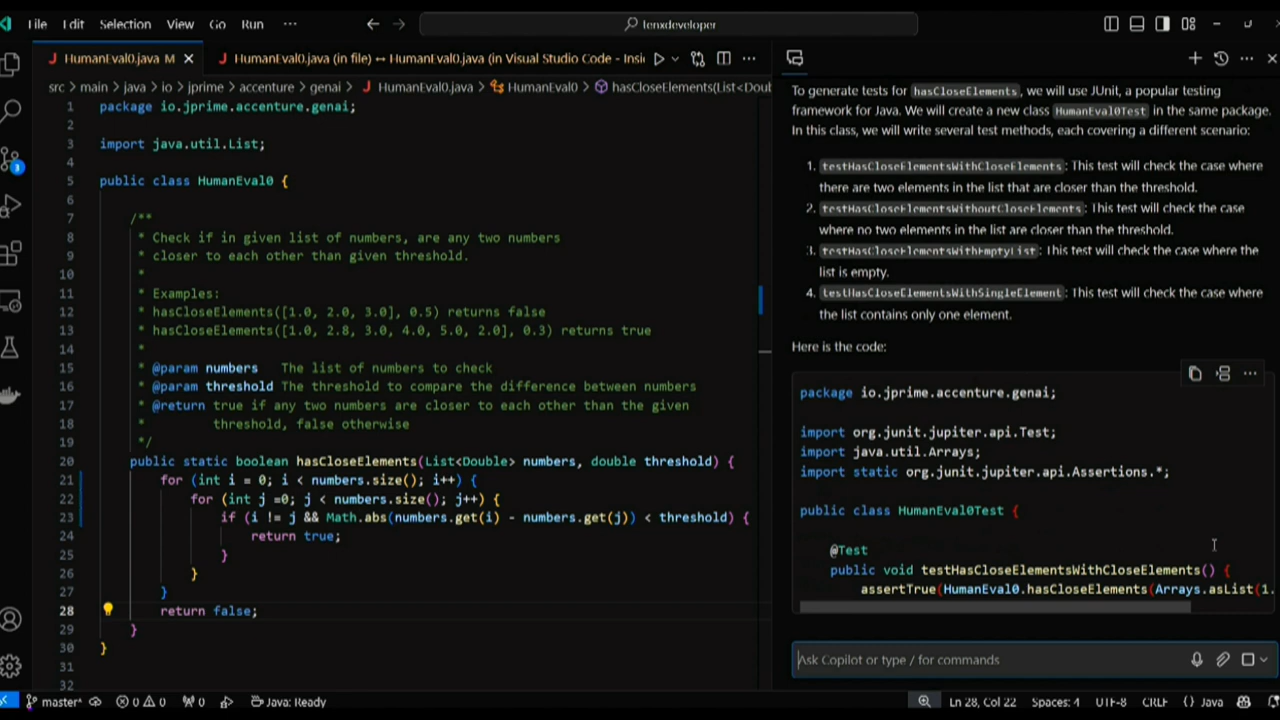 File Edit Selection View Go Run ···
tenxdeveloper
HumanEval0.java M
HumanEval0.java (in file) ↔ HumanEval0.java (in Visual Studio Code - Insi
src > main > java > io > jprime > accenture > genai > HumanEval0.java > HumanEval0 > hasCloseElements(List<Doub
1 package io.jprime.accenture.genai;
2
3 import java.util.List;
4
5 public class HumanEval0 {
6
7 /**
8 * Check if in given list of numbers, are any two numbers
9 * closer to each other than given threshold.
10 *
11 * Examples:
12 * hasCloseElements([1.0, 2.0, 3.0], 0.5) returns false
13 * hasCloseElements([1.0, 2.8, 3.0, 4.0, 5.0, 2.0], 0.3) returns true
14 *
15 * @param numbers The list of numbers to check
16 * @param threshold The threshold to compare the difference between numbers
17 * @return true if any two numbers are closer to each other than the given
18 * threshold, false otherwise
19 */
20 public static boolean hasCloseElements(List<Double> numbers, double threshold) {
21 for (int i = 0; i < numbers.size(); i++) {
22 for (int j =0; j < numbers.size(); j++) {
23 if (i != j && Math.abs(numbers.get(i) - numbers.get(j)) < threshold) {
24 return true;
25 }
26 }
27 }
28 return false;
29 }
30 }
31
32
To generate tests for hasCloseElements, we will use JUnit, a popular testing
framework for Java. We will create a new class HumanEval0Test in the same package.
In this class, we will write several test methods, each covering a different scenario:
1. testHasCloseElementsWithCloseElements: This test will check the case where
there are two elements in the list that are closer than the threshold.
2. testHasCloseElementsWithoutCloseElements: This test will check the case
where no two elements in the list are closer than the threshold.
3. testHasCloseElementsWithEmptyList: This test will check the case where the
list is empty.
4. testHasCloseElementsWithSingleElement: This test will check the case where
the list contains only one element.
Here is the code:
package io.jprime.accenture.genai;
import org.junit.jupiter.api.Test;
import java.util.Arrays;
import static org.junit.jupiter.api.Assertions.*;
public class HumanEval0Test {
@Test
public void testHasCloseElementsWithCloseElements() {
assertTrue(HumanEval0.hasCloseElements(Arrays.asList(1.
Ask Copilot or type / for commands
master* 0 0 0 Java: Ready
Ln 28, Col 22 Spaces: 4 UTF-8 CRLF {} Java